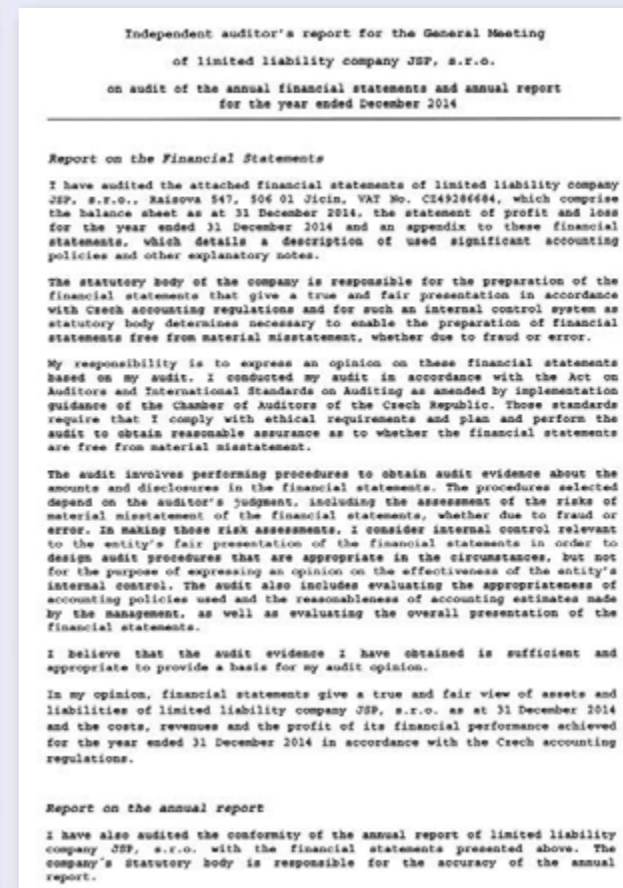 Independent auditor's report for the General Meeting
of limited liability company JSP, s.r.o.
on audit of the annual financial statements and annual report
for the year ended December 2014
Report on the Financial Statements
I have audited the attached financial statements of limited liability company
JSP, s.r.o., Raisova 547, 506 01 Jicin, VAT No. CZ49286684, which comprise
the balance sheet as at 31 December 2014, the statement of profit and loss
for the year ended 31 December 2014 and an appendix to these financial
statements, which details a description of used significant accounting
policies and other explanatory notes.
The statutory body of the company is responsible for the preparation of the
financial statements that give a true and fair presentation in accordance
with Czech accounting regulations and for such an internal control system as
statutory body determines necessary to enable the preparation of financial
statements free from material misstatement, whether due to fraud or error.
My responsibility is to express an opinion on these financial statements
based on my audit. I conducted my audit in accordance with the Act on
Auditors and International Standards on Auditing as amended by implementation
guidance of the Chamber of Auditors of the Czech Republic. Those standards
require that I comply with ethical requirements and plan and perform the
audit to obtain reasonable assurance as to whether the financial statements
are free from material misstatement.
The audit involves performing procedures to obtain audit evidence about the
amounts and disclosures in the financial statements. The procedures selected
depend on the auditor's judgment, including the assessment of the risks of
material misstatement of the financial statements, whether due to fraud or
error. In making those risk assessments, I consider internal control relevant
to the entity's fair presentation of the financial statements in order to
design audit procedures that are appropriate in the circumstances, but not
for the purpose of expressing an opinion on the effectiveness of the entity's
internal control. The audit also includes evaluating the appropriateness of
accounting policies used and the reasonableness of accounting estimates made
by the management, as well as evaluating the overall presentation of the
financial statements.
I believe that the audit evidence I have obtained is sufficient and
appropriate to provide a basis for my audit opinion.
In my opinion, financial statements give a true and fair view of assets and
liabilities of limited liability company JSP, s.r.o. as at 31 December 2014
and the costs, revenues and the profit of its financial performance achieved
for the year ended 31 December 2014 in accordance with the Czech accounting
regulations.
Report on the annual report
I have also audited the conformity of the annual report of limited liability
company JSP, s.r.o. with the financial statements presented above. The
company´s Statutory body is responsible for the accuracy of the annual
report.